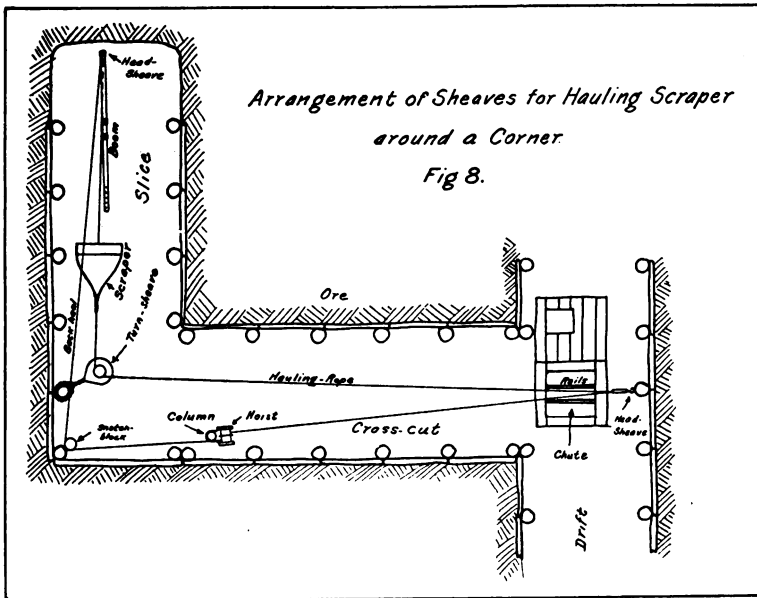 Arrangement of Sheaves for Hauling Scraper
around a Corner.
Fig 8.
Head-
Sheave
Boom
Slice
Scraper
Turn-Sheave
Back haul
Ore
Hauling-Rope
Rails
Head-
Sheave
Snatch-
block
Column
Hoist
Cross-cut
Chute
Drift